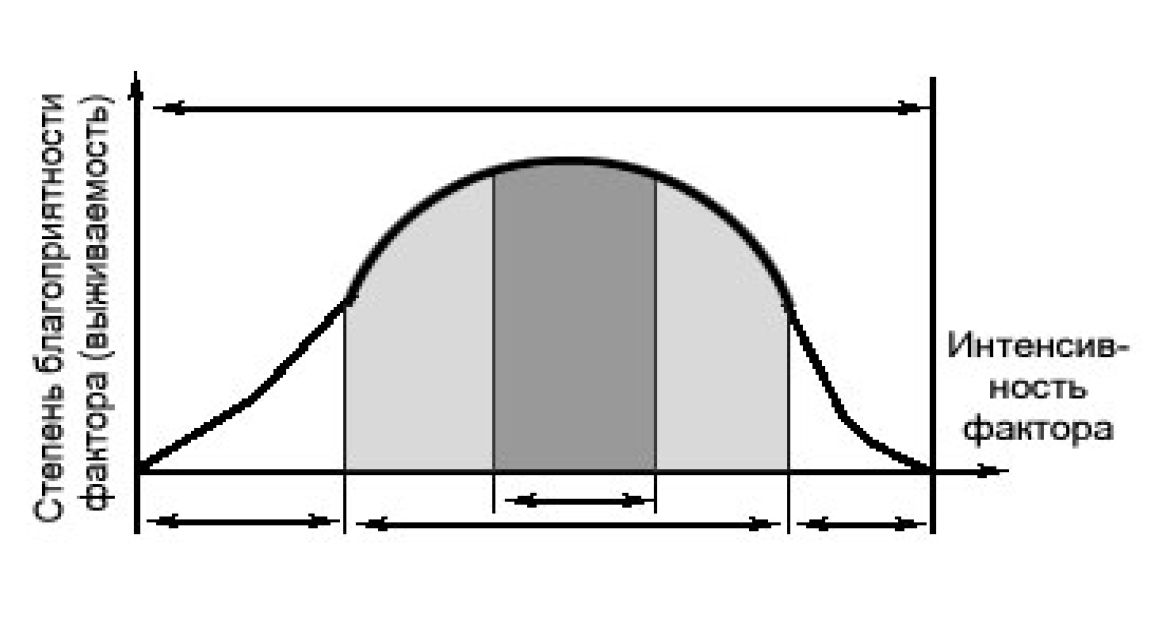 Степень благоприятности
фактора (выживаемость)
Интенсив-
ность
фактора